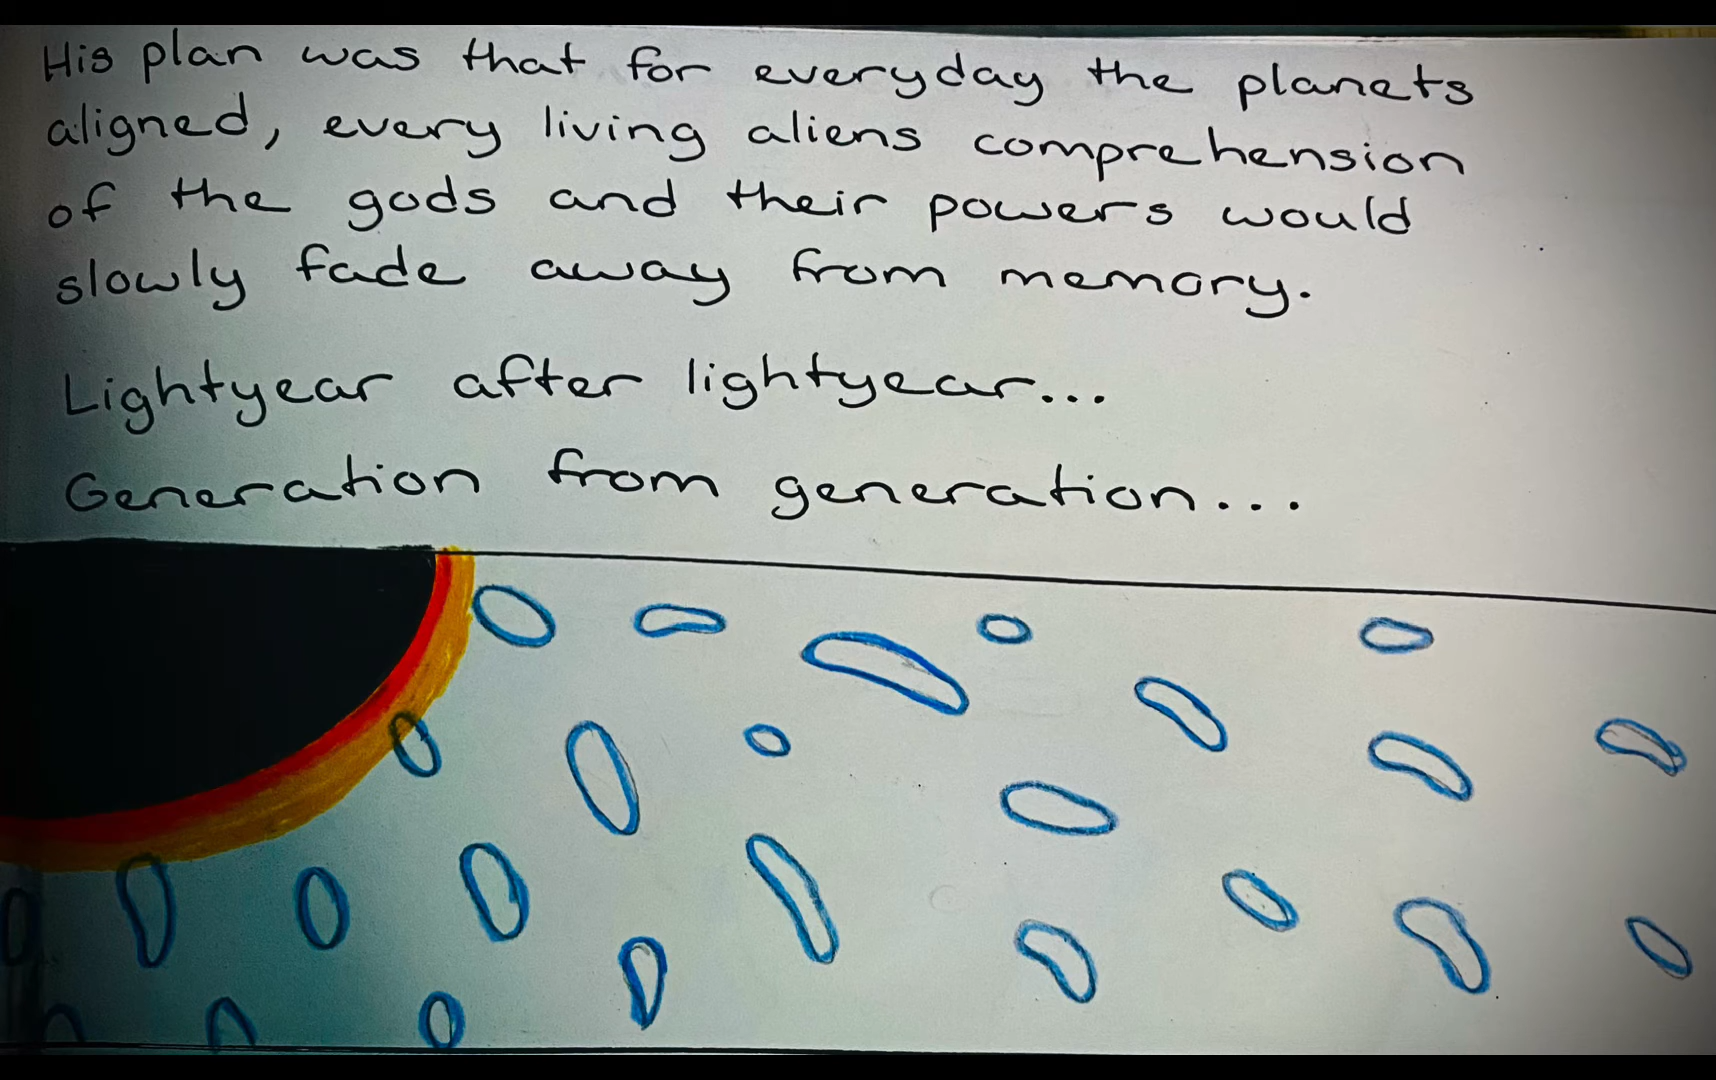 His plan was that for everyday the planets
aligned, every living aliens comprehension
of the gods and their powers would
slowly fade away from memory.
Lightyear after lightyear...
Generation from generation...